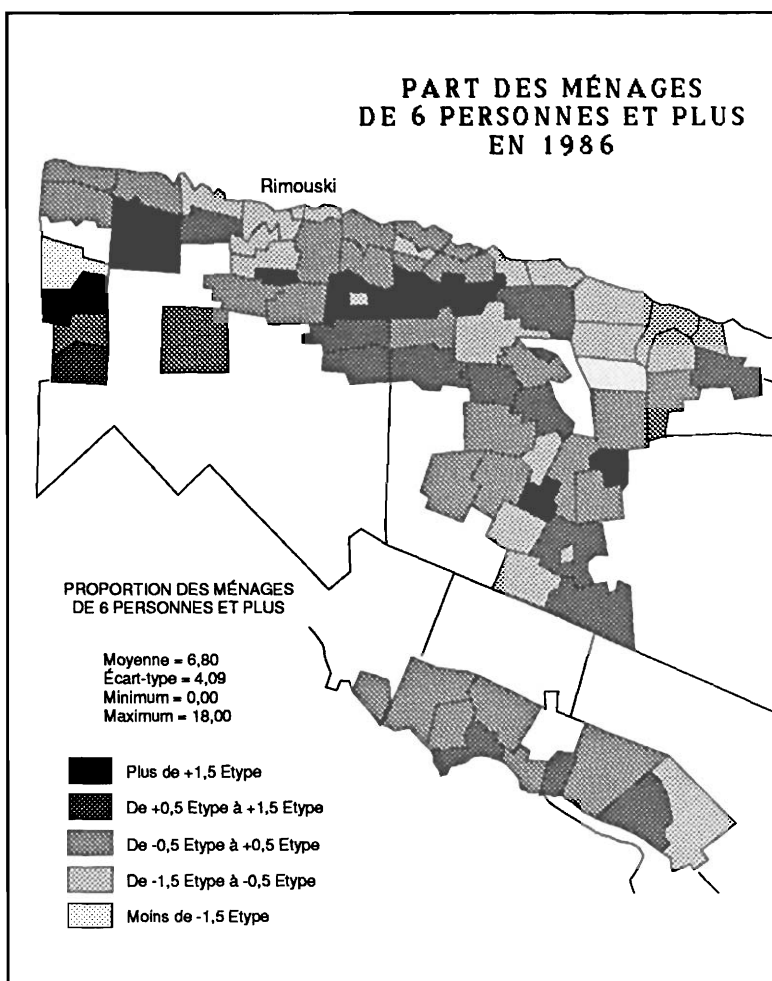 PART DES MÉNAGES
DE 6 PERSONNES ET PLUS
EN 1986
Rimouski
PROPORTION DES MÉNAGES
DE 6 PERSONNES ET PLUS
Moyenne = 6,80
Écart-type = 4,09
Minimum = 0,00
Maximum = 18,00
Plus de +1,5 Etype
De +0,5 Etype à +1,5 Etype
De -0,5 Etype à +0,5 Etype
De -1,5 Etype à -0,5 Etype
Moins de -1,5 Etype